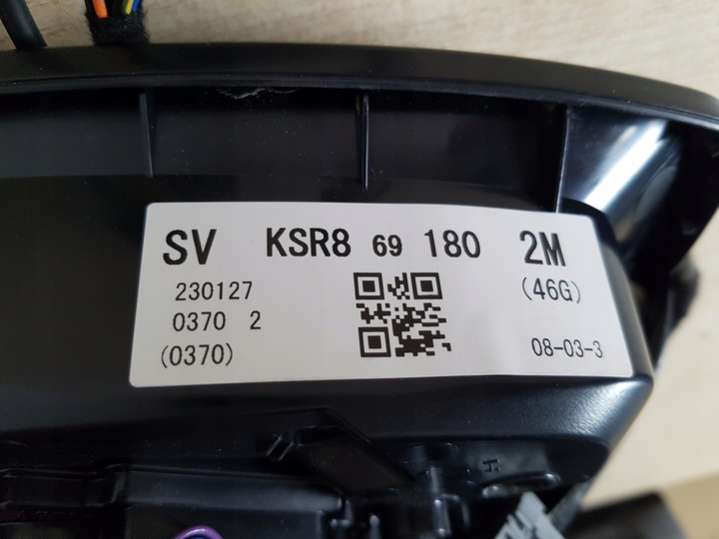 SV KSR8 69 180 2M
230127 (46G)
0370 2
(0370) 08-03-3